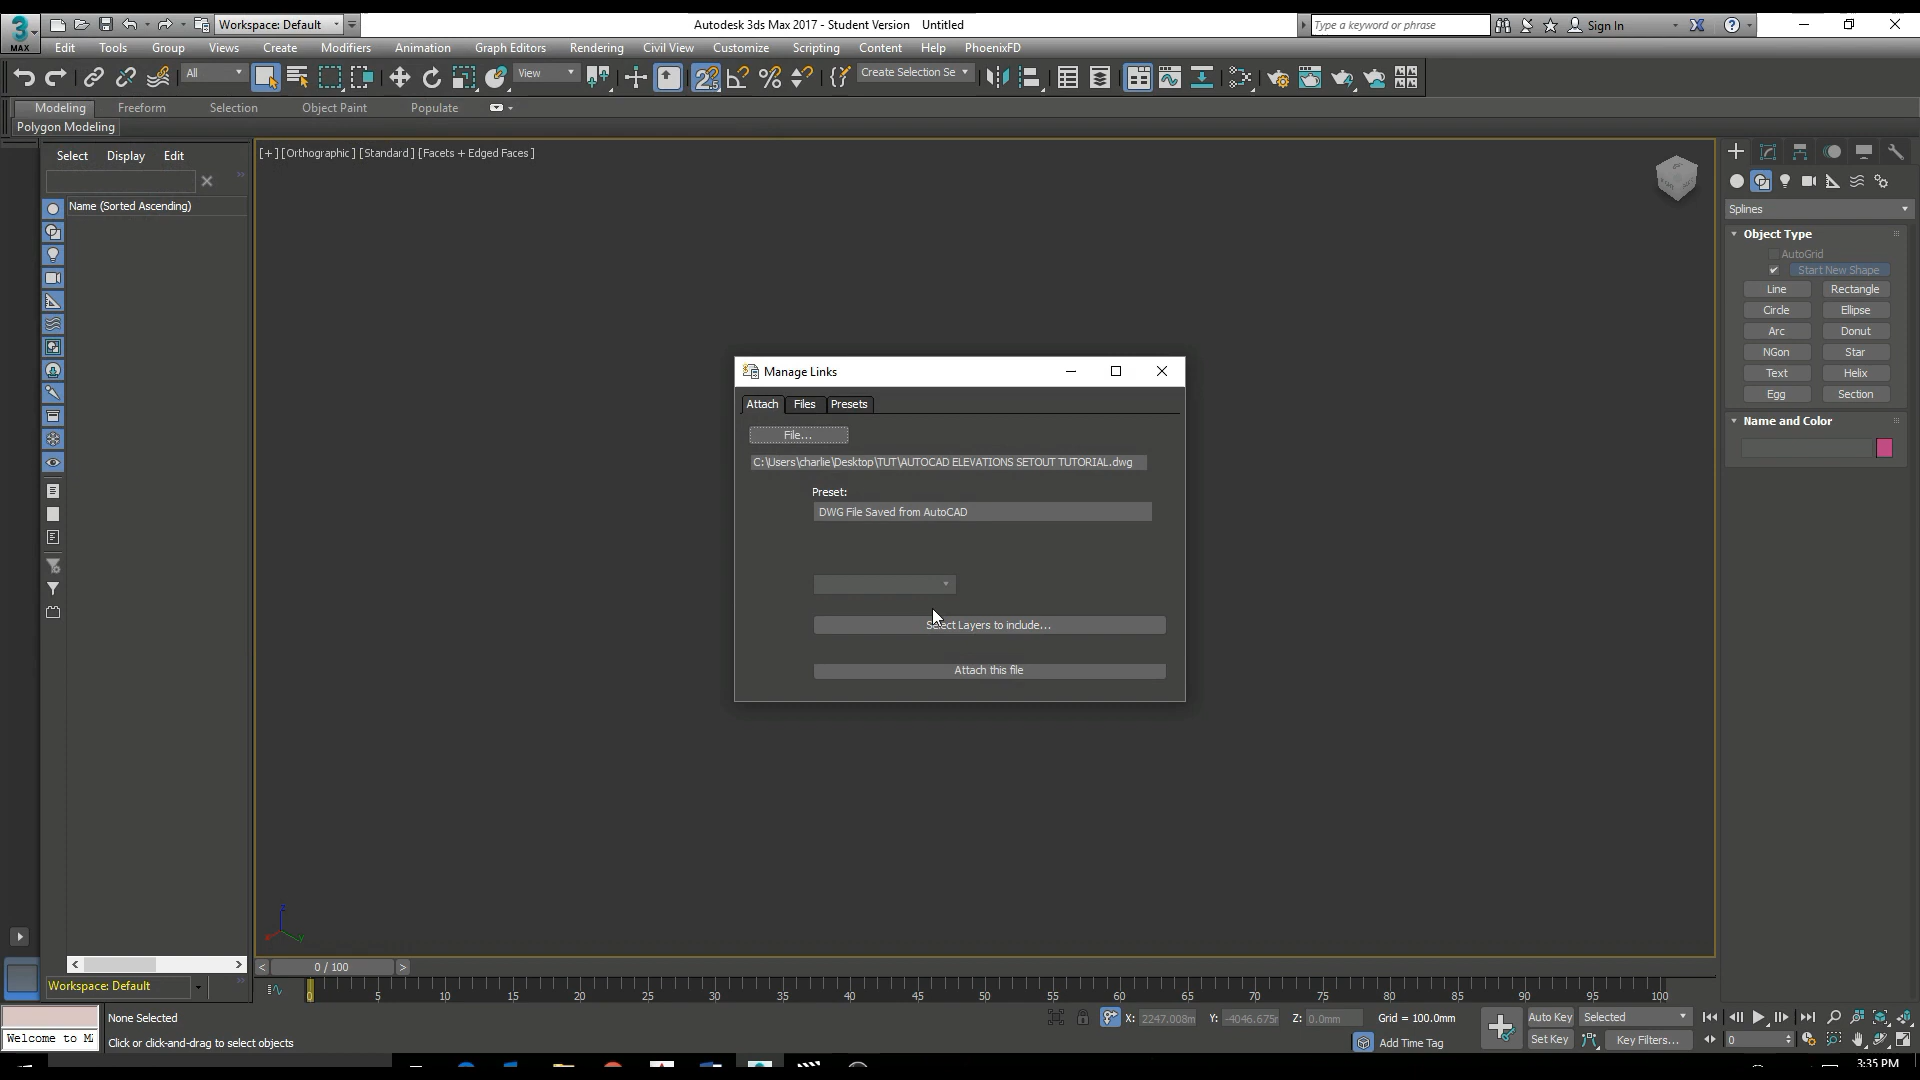 Workspace: Default
Autodesk 3ds Max 2017 - Student Version Untitled
Type a keyword or phrase
Sign In
MAX
Edit Tools Group Views Create Modifiers Animation Graph Editors Rendering Civil View Customize Scripting Content Help PhoenixFD
All
View
Create Selection Se
Modeling Freeform Selection Object Paint Populate
Polygon Modeling
Select Display Edit
Name (Sorted Ascending)
[+] [Orthographic] [Standard] [Facets + Edged Faces]
Splines
Object Type
AutoGrid
Start New Shape
Line Rectangle
Circle Ellipse
Arc Donut
NGon Star
Text Helix
Egg Section
Name and Color
Manage Links
Attach Files Presets
File...
C:\Users\charlie\Desktop\TUT\AUTOCAD ELEVATIONS SETOUT TUTORIAL.dwg
Preset:
DWG File Saved from AutoCAD
Select Layers to include...
Attach this file
z
y
< 0 / 100 >
Workspace: Default
0 5 10 15 20 25 30 35 40 45 50 55 60 65 70 75 80 85 90 95 100
None Selected
X: 2247.008m Y: -4046.675m Z: 0.0mm Grid = 100.0mm
Auto Key Selected
Welcome to M
Click or click-and-drag to select objects
Add Time Tag
Set Key Key Filters...
0
3:35 PM